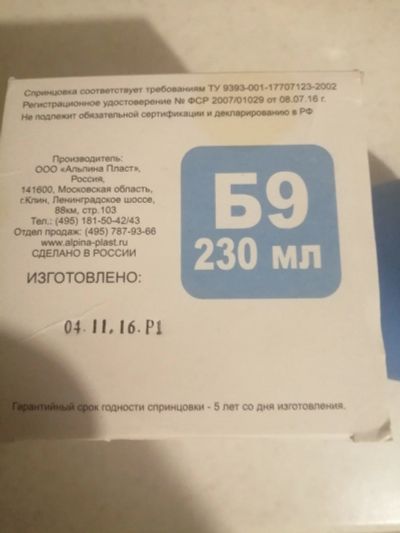 Спринцовка соответствует требованиям ТУ 9393-001-17707123-2002
Регистрационное удостоверение № ФСР 2007/01029 от 08.07.16 г.
Не подлежит обязательной сертификации и декларированию в РФ
Производитель:
ООО «Альпина Пласт»,
Россия,
141600, Московская область,
г.Клин, Ленинградское шоссе,
88км, стр.103
Тел.: (495) 181-50-42/43
Отдел продаж: (495) 787-93-66
www.alpina-plast.ru
СДЕЛАНО В РОССИИ
ИЗГОТОВЛЕНО:
04.11.16.Р1
Б9
230 мл
Гарантийный срок годности спринцовки - 5 лет со дня изготовления.